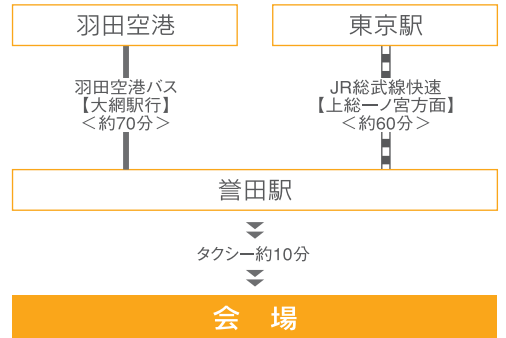 羽田空港
東京駅
羽田空港バス
【大網駅行】
＜約70分＞
JR総武線快速
【上総一ノ宮方面】
＜約60分＞
誉田駅
タクシー約10分
会　場